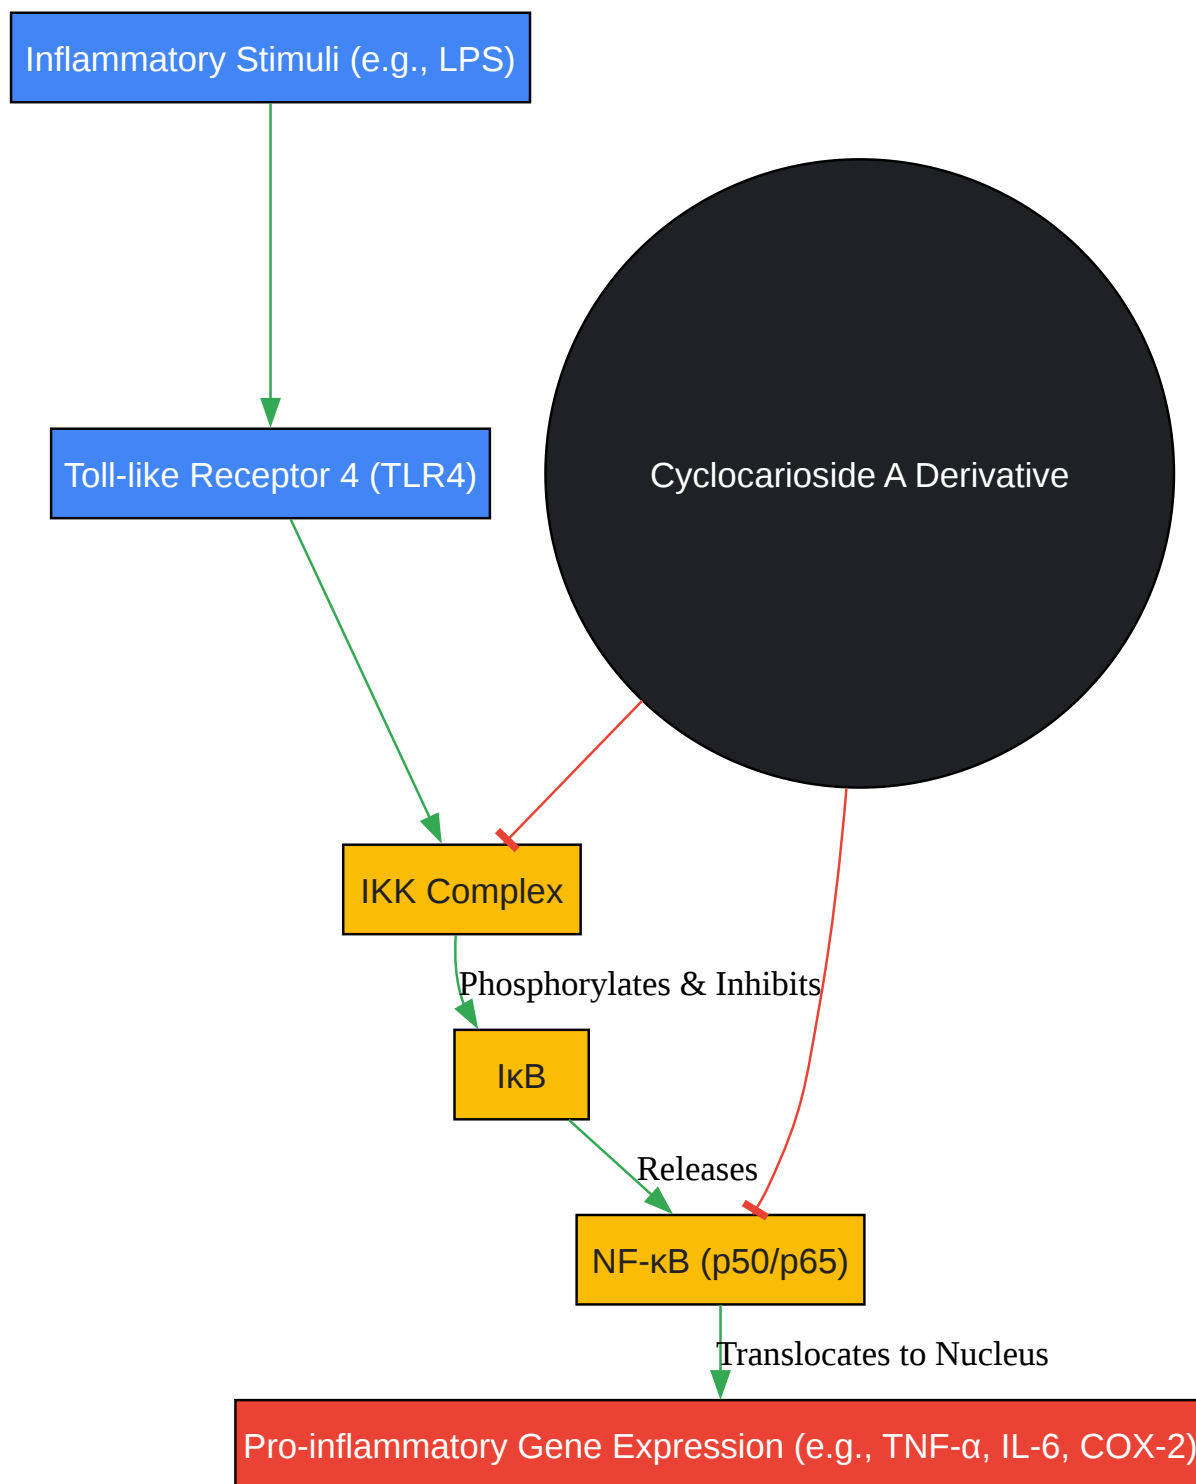 Inflammatory Stimuli (e.g., LPS)
Toll-like Receptor 4 (TLR4)
Cyclocarioside A Derivative
IKK Complex
Phosphorylates & Inhibits
IκB
Releases
NF-κB (p50/p65)
Translocates to Nucleus
Pro-inflammatory Gene Expression (e.g., TNF-α, IL-6, COX-2)